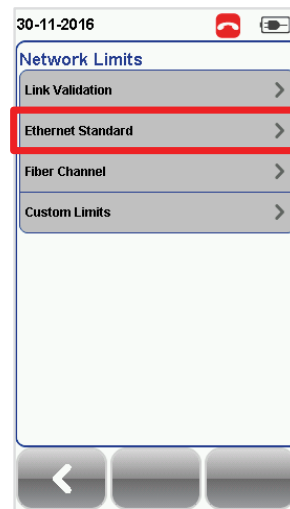 30-11-2016
Network Limits
Link Validation
Ethernet Standard
Fiber Channel
Custom Limits